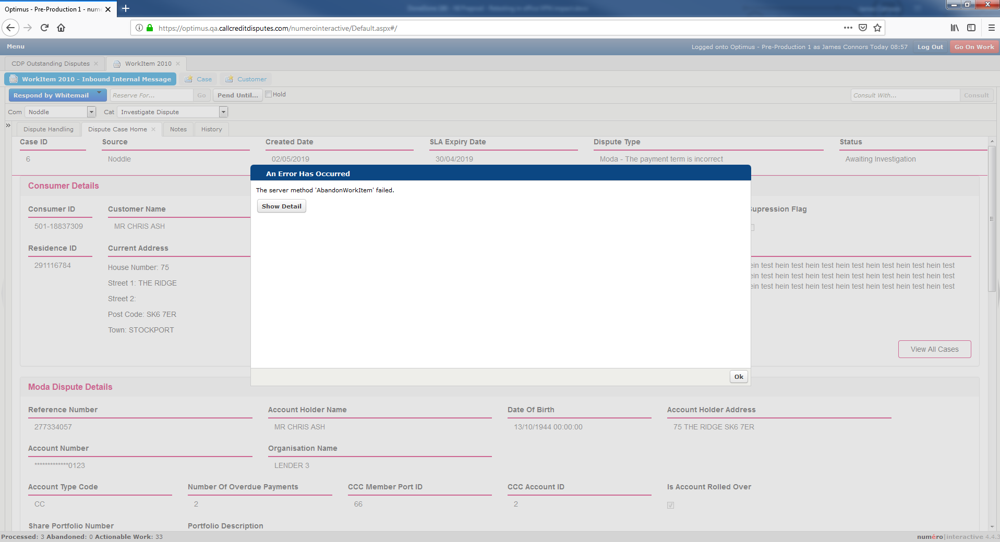 Optimus - Pre-Production 1 - nume
https://optimus.qa.callcreditdisputes.com/numerointeractive/Default.aspx#/
Menu
Logged onto Optimus - Pre-Production 1 as James Connors Today 08:57
Log Out
Go On Work
CDP Outstanding Disputes
WorkItem 2010
WorkItem 2010 - Inbound Internal Message
Case
Customer
Respond by Whitemail
Reserve For...
Go
Pend Until...
Hold
Consult With...
Consult
Com
Noddle
Cat
Investigate Dispute
Dispute Handling
Dispute Case Home
Notes
History
Case ID
Source
Created Date
SLA Expiry Date
Dispute Type
Status
6
Noddle
02/05/2019
30/04/2019
Moda - The payment term is incorrect
Awaiting Investigation
An Error Has Occurred
The server method 'AbandonWorkItem' failed.
Show Detail
Ok
Consumer Details
Consumer ID
Customer Name
Supression Flag
501-18837309
MR CHRIS ASH
Residence ID
Current Address
291116784
House Number: 75
Street 1: THE RIDGE
Street 2:
Post Code: SK6 7ER
Town: STOCKPORT
ein test hein test hein test hein test hein test hein test hein test
ein test hein test hein test hein test hein test hein test hein test
ein test hein test hein test hein test hein test hein test hein test
View All Cases
Moda Dispute Details
Reference Number
Account Holder Name
Date Of Birth
Account Holder Address
277334057
MR CHRIS ASH
13/10/1944 00:00:00
75 THE RIDGE SK6 7ER
Account Number
Organisation Name
*************0123
LENDER 3
Account Type Code
Number Of Overdue Payments
CCC Member Port ID
CCC Account ID
Is Account Rolled Over
CC
2
66
2
Share Portfolio Number
Portfolio Description
Processed: 3 Abandoned: 0 Actionable Work: 33
numéro|interactive 4.4.3